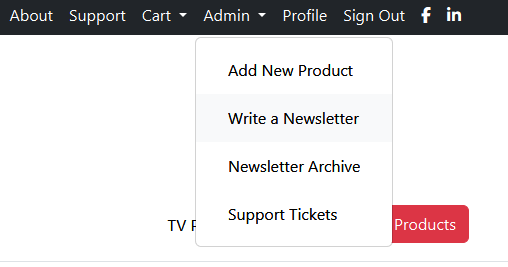 About Support Cart Admin Profile Sign Out
Add New Product
Write a Newsletter
Newsletter Archive
Support Tickets
TV
Products